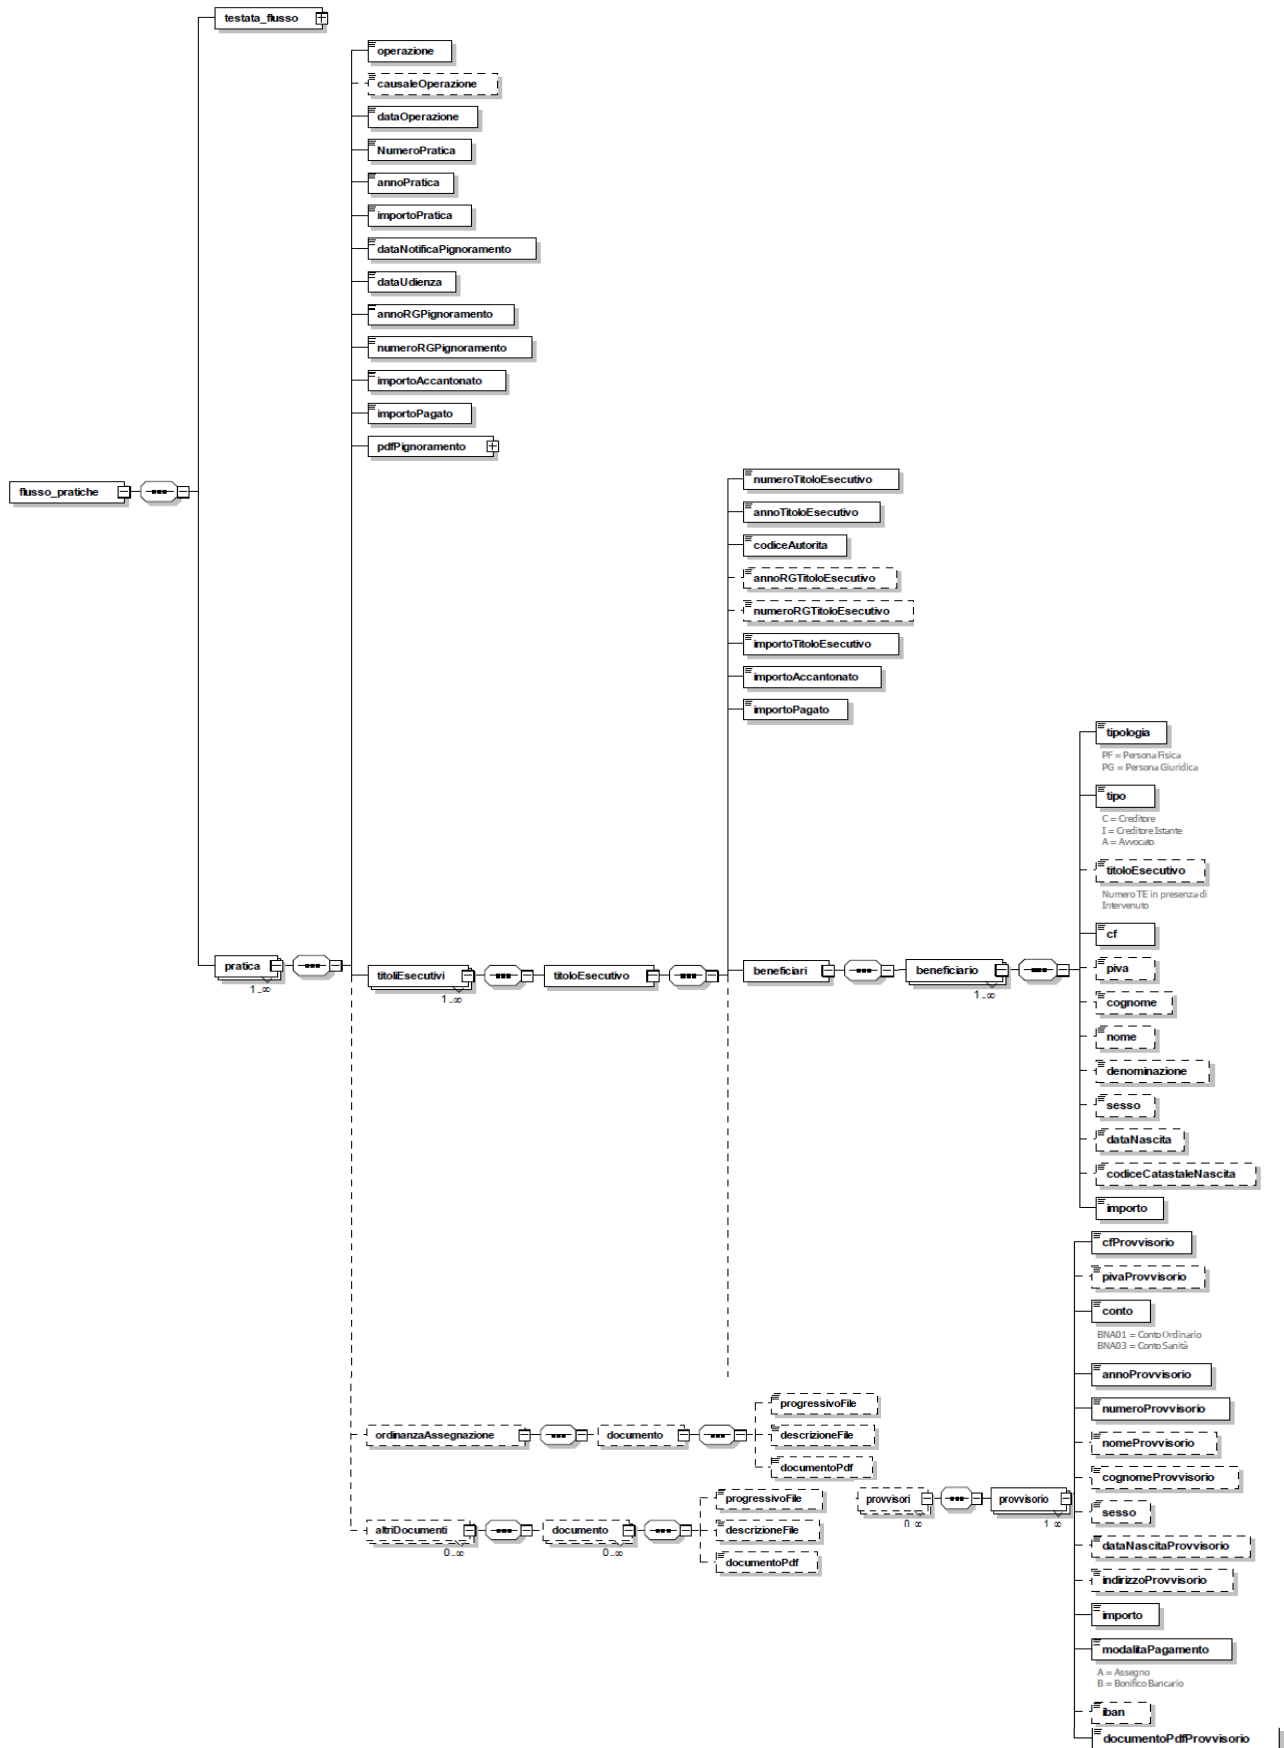 testata_flusso
operazione
causaleOperazione
dataOperazione
NumeroPratica
annoPratica
importoPratica
dataNotificaPignoramento
dataUdienza
annoRGPignoramento
numeroRGPignoramento
importoAccantonato
importoPagato
pdfPignoramento
flusso_pratiche
numeroTitoloEsecutivo
annoTitoloEsecutivo
codiceAutorita
annoRGTitoloEsecutivo
numeroRGTitoloEsecutivo
importoTitoloEsecutivo
importoAccantonato
importoPagato
tipologia
PF = Persona Fisica
PG = Persona Giuridica
tipo
C = Creditore
I = Creditore Istante
A = Avvocato
titoloEsecutivo
Numero TE in presenza di
Intervenuto
cf
pratica
1..∞
titoliEsecutivi
1..∞
titoloEsecutivo
beneficiari
beneficiario
1..∞
piva
cognome
nome
denominazione
sesso
dataNascita
codiceCatastaleNascita
importo
cfProvvisorio
pivaProvvisorio
conto
BNA01 = Conto Ordinario
BNA03 = Conto Sanità
annoProvvisorio
numeroProvvisorio
nomeProvvisorio
cognomeProvvisorio
ordinanzaAssegnazione
documento
progressivoFile
descrizioneFile
documentoPdf
provvisori
0 ∞
provvisorio
1 ∞
altriDocumenti
0..∞
documento
0..∞
progressivoFile
descrizioneFile
documentoPdf
sesso
dataNascitaProvvisorio
indirizzoProvvisorio
importo
modalitaPagamento
A = Assegno
B = Bonifico Bancario
iban
documentoPdfProvvisorio